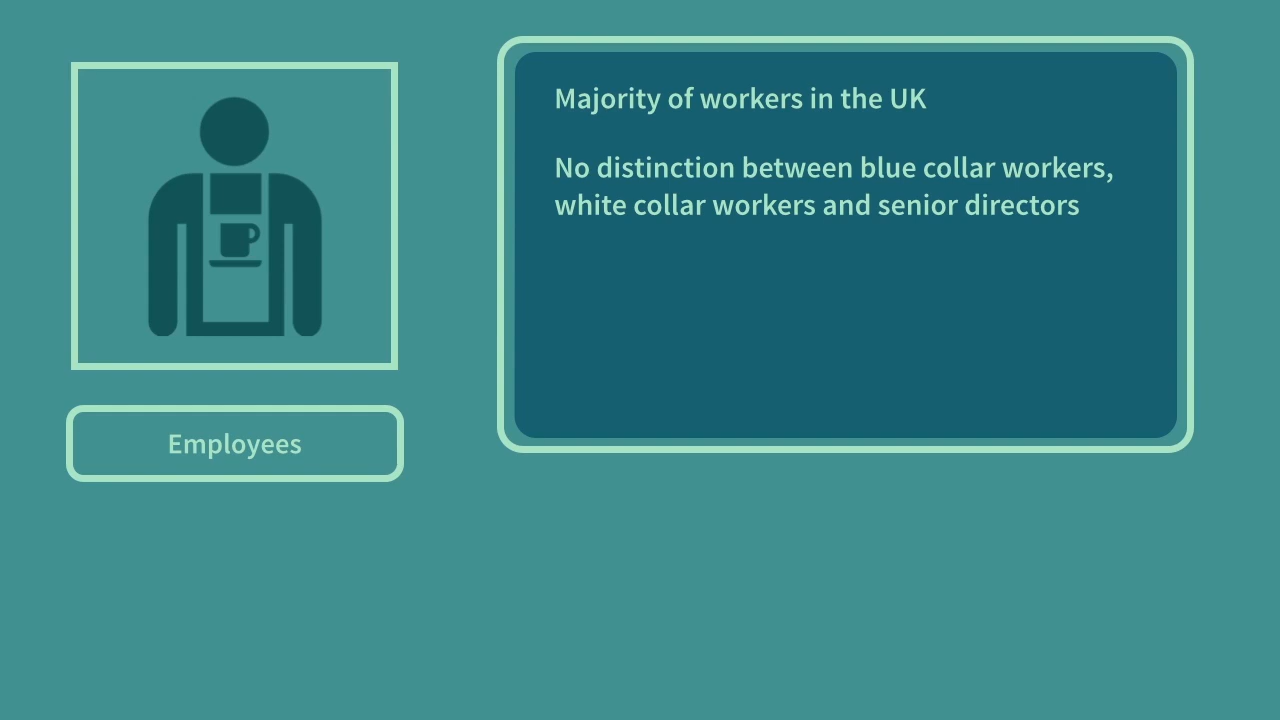 Majority of workers in the UK
No distinction between blue collar workers,
white collar workers and senior directors
Employees